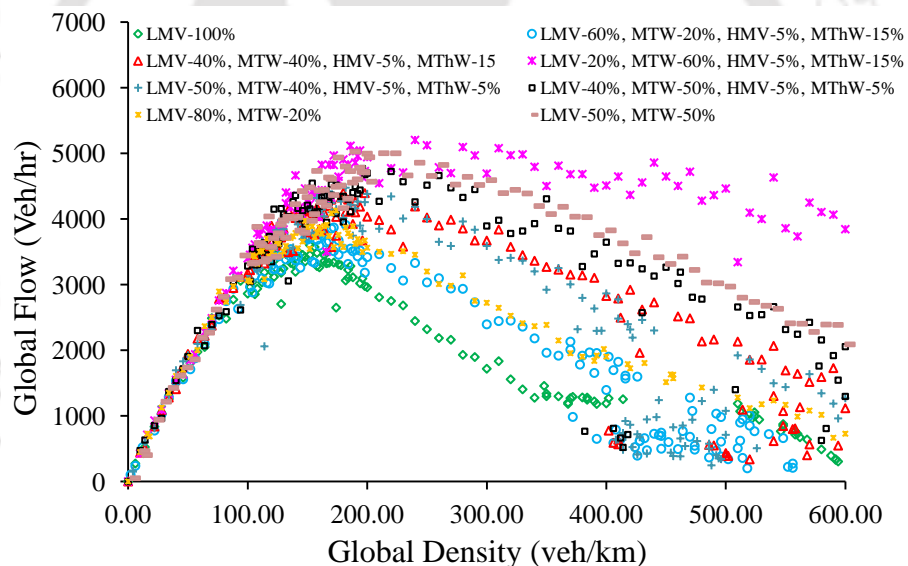 7000
6000
5000
4000
3000
2000
1000
0
Global Flow (Veh/hr)
LMV-100%
LMV-60%, MTW-20%, HMV-5%, MThW-15%
LMV-40%, MTW-40%, HMV-5%, MThW-15
LMV-20%, MTW-60%, HMV-5%, MThW-15%
LMV-50%, MTW-40%, HMV-5%, MThW-5%
LMV-40%, MTW-50%, HMV-5%, MThW-5%
LMV-80%, MTW-20%
LMV-50%, MTW-50%
0.00 100.00 200.00 300.00 400.00 500.00 600.00
Global Density (veh/km)